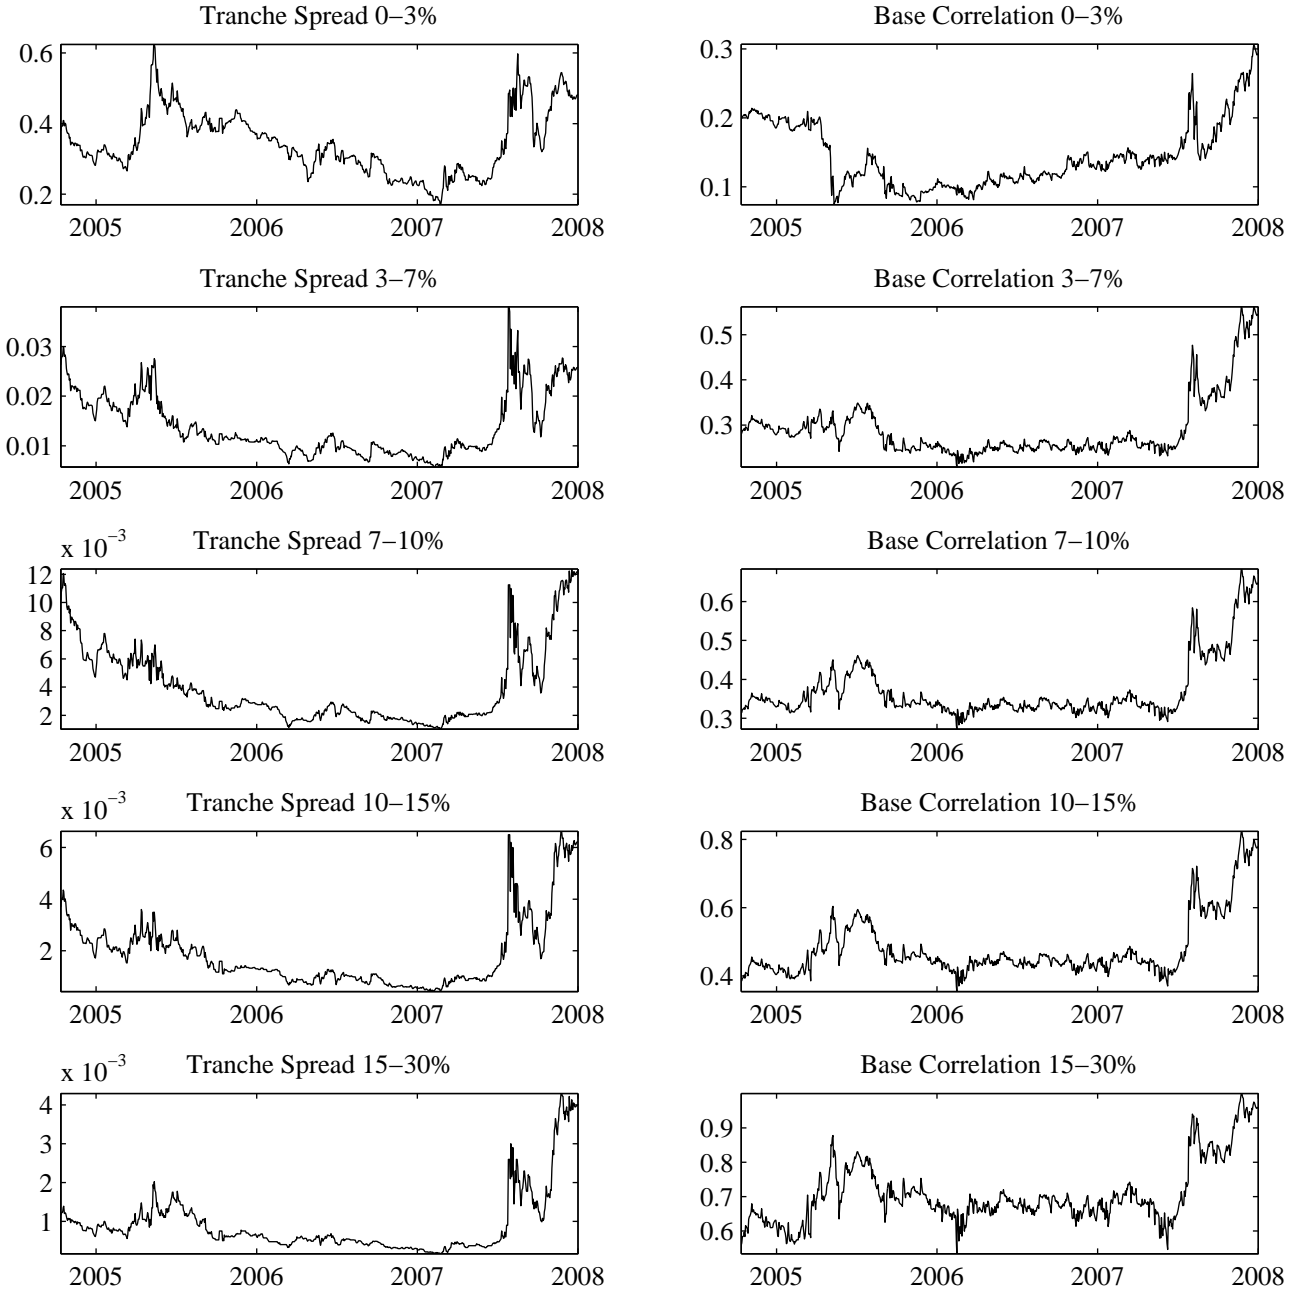 Tranche Spread 0−3%
0.6
0.4
0.2
2005 2006 2007 2008
Base Correlation 0−3%
0.3
0.2
0.1
2005 2006 2007 2008
Tranche Spread 3−7%
0.03
0.02
0.01
2005 2006 2007 2008
Base Correlation 3−7%
0.5
0.4
0.3
2005 2006 2007 2008
x 10−3 Tranche Spread 7−10%
12
10
8
6
4
2
2005 2006 2007 2008
Base Correlation 7−10%
0.6
0.5
0.4
0.3
2005 2006 2007 2008
x 10−3 Tranche Spread 10−15%
6
4
2
2005 2006 2007 2008
Base Correlation 10−15%
0.8
0.6
0.4
2005 2006 2007 2008
x 10−3 Tranche Spread 15−30%
4
3
2
1
2005 2006 2007 2008
Base Correlation 15−30%
0.9
0.8
0.7
0.6
2005 2006 2007 2008